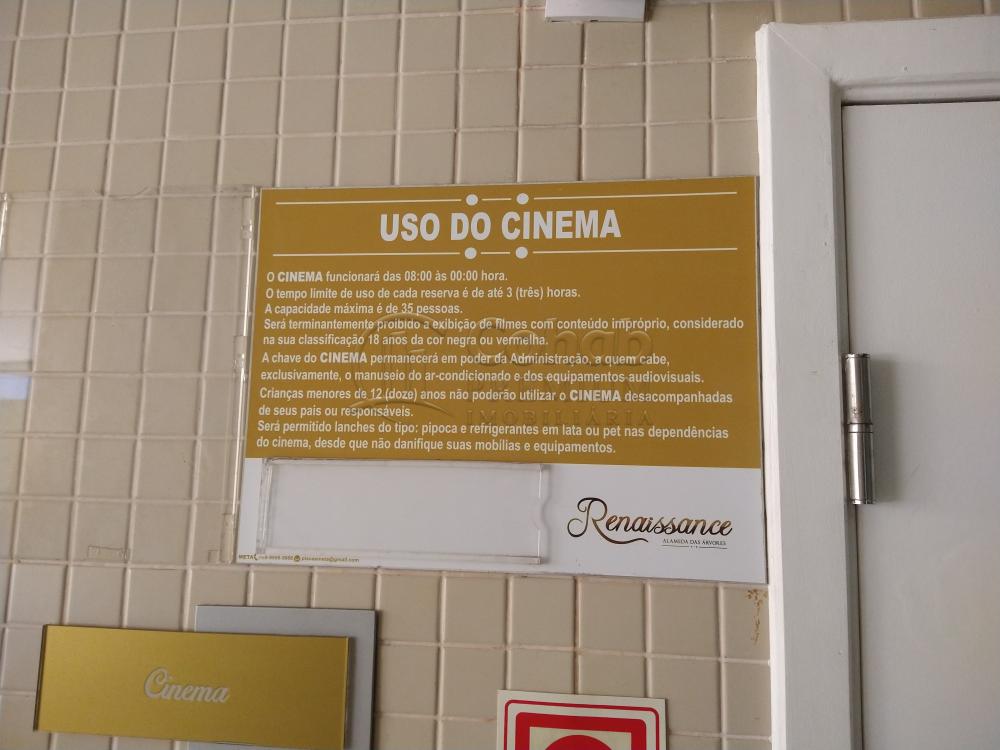 USO DO CINEMA
O CINEMA funcionará das 08:00 às 00:00 hora.
O tempo limite de uso de cada reserva é de até 3 (três) horas.
A capacidade máxima é de 35 pessoas.
Será terminantemente proibido a exibição de filmes com conteúdo impróprio, considerado
na sua classificação 18 anos da cor negra ou vermelha.
A chave do CINEMA permanecerá em poder da Administração, a quem cabe,
exclusivamente, o manuseio do ar-condicionado e dos equipamentos audiovisuais.
Crianças menores de 12 (doze) anos não poderão utilizar o CINEMA desacompanhadas
de seus pais ou responsáveis.
Será permitido lanches do tipo: pipoca e refrigerantes em lata ou pet nas dependências
do cinema, desde que não danifique suas mobílias e equipamentos.
Renaissance
ALAMEDA DAS ÁRVORES
META
Cinema
IMOBILIÁRIA